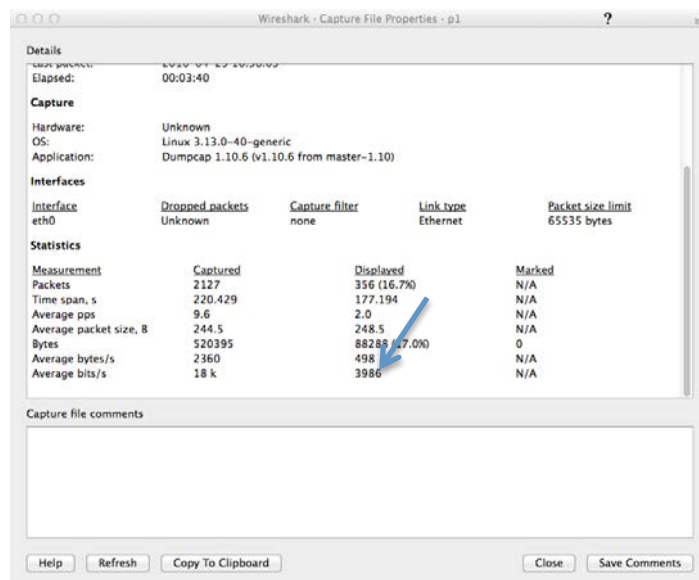 Wireshark · Capture File Properties · p1 ?
Details
Last packet:
Elapsed: 00:03:40
Capture
Hardware: Unknown
OS: Linux 3.13.0-40-generic
Application: Dumpcap 1.10.6 (v1.10.6 from master-1.10)
Interfaces
Interface Dropped packets Capture filter Link type Packet size limit
eth0 Unknown none Ethernet 65535 bytes
Statistics
Measurement Captured Displayed Marked
Packets 2127 356 (16.7%) N/A
Time span, s 220.429 177.194 N/A
Average pps 9.6 2.0 N/A
Average packet size, B 244.5 248.5 N/A
Bytes 520395 88288 (17.0%) 0
Average bytes/s 2360 498 N/A
Average bits/s 18 k 3986 N/A
Capture file comments
Help Refresh Copy To Clipboard Close Save Comments